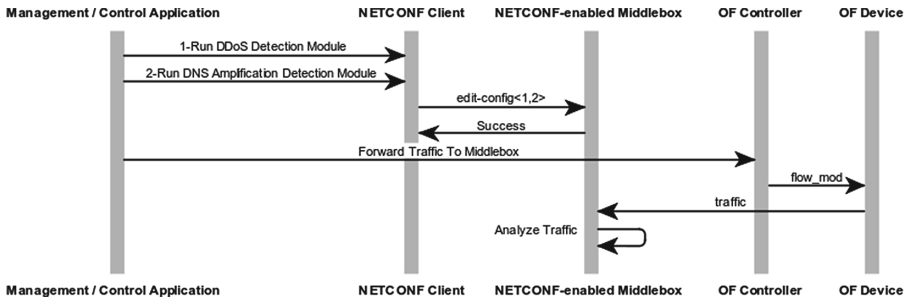 Management / Control Application NETCONF Client NETCONF-enabled Middlebox OF Controller OF Device
1-Run DDoS Detection Module
2-Run DNS Amplification Detection Module
edit-config<1,2>
Success
Forward Traffic To Middlebox
flow_mod
traffic
Analyze Traffic
Management / Control Application NETCONF Client NETCONF-enabled Middlebox OF Controller OF Device